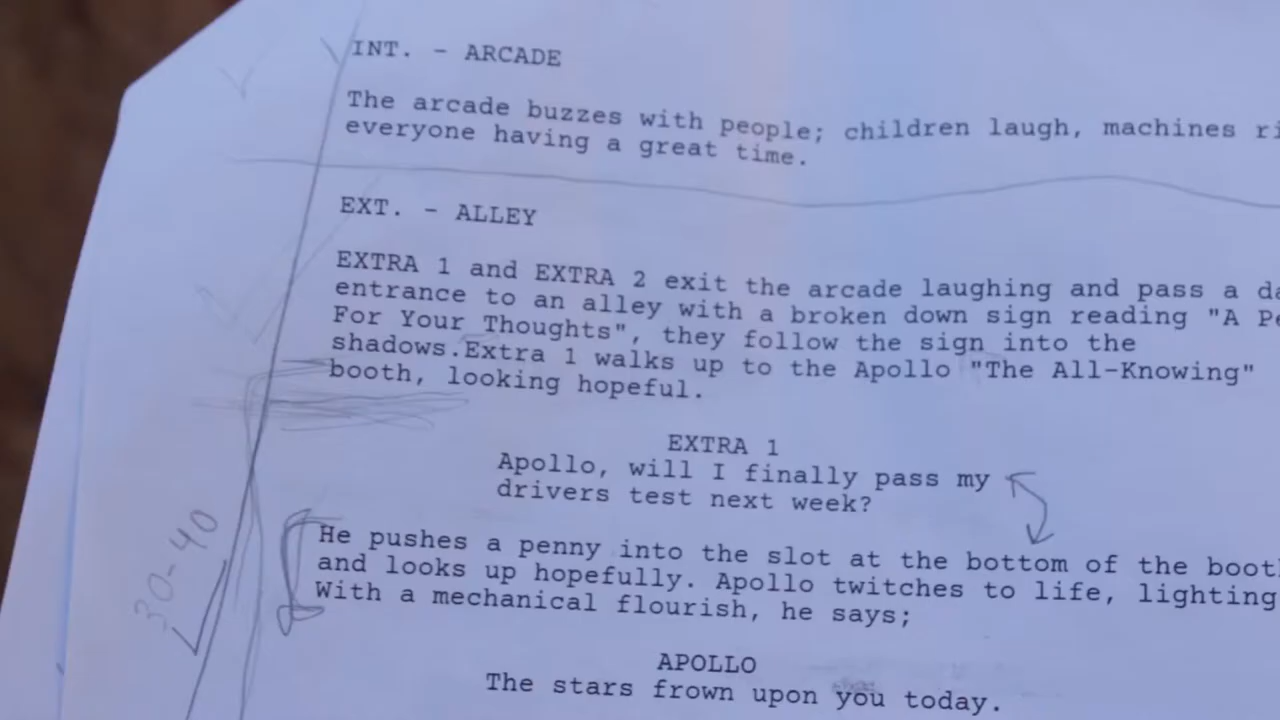 INT. - ARCADE
The arcade buzzes with people; children laugh, machines
everyone having a great time.
EXT. - ALLEY
EXTRA 1 and EXTRA 2 exit the arcade laughing and pass a
entrance to an alley with a broken down sign reading "A
For Your Thoughts", they follow the sign into the
shadows.Extra 1 walks up to the Apollo "The All-Knowing"
booth, looking hopeful.
EXTRA 1
Apollo, will I finally pass my
drivers test next week?
He pushes a penny into the slot at the bottom of the
and looks up hopefully. Apollo twitches to life, lighting
With a mechanical flourish, he says;
30-40
APOLLO
The stars frown upon you today.